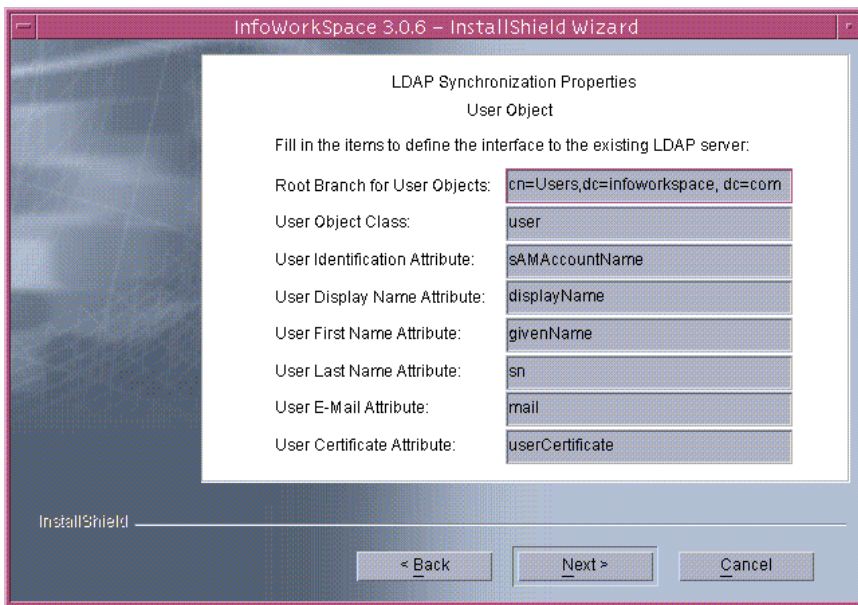 InfoWorkSpace 3.0.6 – InstallShield Wizard
LDAP Synchronization Properties
User Object
Fill in the items to define the interface to the existing LDAP server:
Root Branch for User Objects: cn=Users,dc=infoworkspace, dc=com
User Object Class: user
User Identification Attribute: sAMAccountName
User Display Name Attribute: displayName
User First Name Attribute: givenName
User Last Name Attribute: sn
User E-Mail Attribute: mail
User Certificate Attribute: userCertificate
InstallShield
< Back Next > Cancel